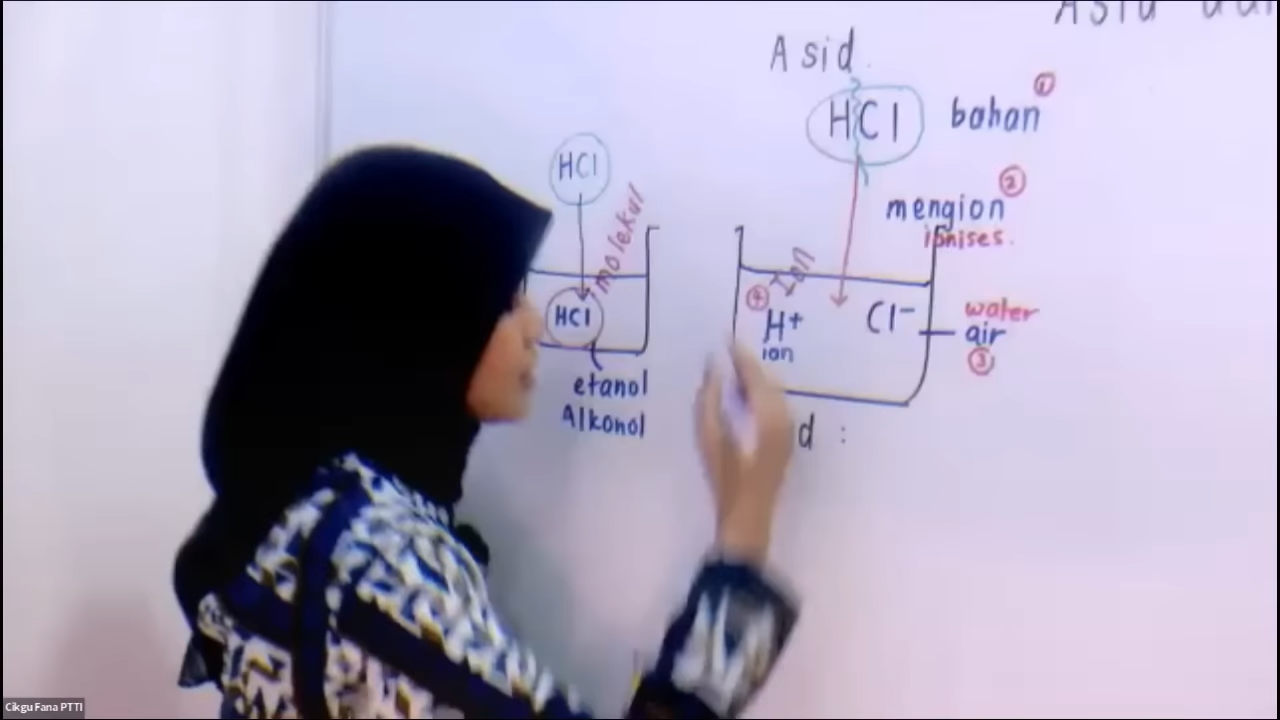 Asid
HCl bahan ①
mengion ②
ionises.
HCl
molekul
HCl
etanol
Alkohol
Ion
④ H+ Cl-
ion
water
air
③
d :
Cikgu Fana PTTI